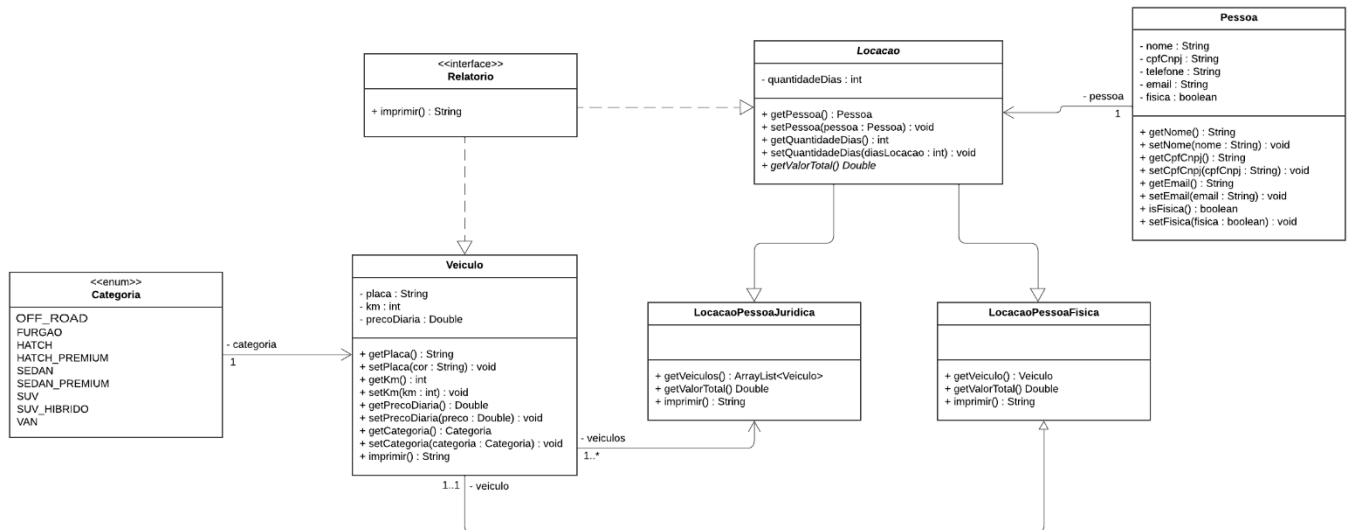 <<interface>>
Relatorio
+ imprimir() : String
Locacao
- quantidadeDias : int
+ getPessoa() : Pessoa
+ setPessoa(pessoa : Pessoa) : void
+ getQuantidadeDias() : int
+ setQuantidadeDias(diasLocacao : int) : void
+ getValorTotal() Double
- pessoa
1
Pessoa
- nome : String
- cpfCnpj : String
- telefone : String
- email : String
- fisica : boolean
+ getNome() : String
+ setNome(nome : String) : void
+ getCpfCnpj() : String
+ setCpfCnpj(cpfCnpj : String) : void
+ getEmail() : String
+ setEmail(email : String) : void
+ isFisica() : boolean
+ setFisica(fisica : boolean) : void
<<enum>>
Categoria
OFF_ROAD
FURGAO
HATCH
HATCH_PREMIUM
SEDAN
SEDAN_PREMIUM
SUV
SUV_HIBRIDO
VAN
- categoria
1
Veiculo
- placa : String
- km : int
- precoDiaria : Double
+ getPlaca() : String
+ setPlaca(cor : String) : void
+ getKm() : int
+ setKm(km : int) : void
+ getPrecoDiaria() : Double
+ setPrecoDiaria(preco : Double) : void
+ getCategoria() : Categoria
+ setCategoria(categoria : Categoria) : void
+ imprimir() : String
- veiculos
1..*
1..1
- veiculo
LocacaoPessoaJuridica
+ getVeiculos() : ArrayList<Veiculo>
+ getValorTotal() Double
+ imprimir() : String
LocacaoPessoaFisica
+ getVeiculo() : Veiculo
+ getValorTotal() Double
+ imprimir() : String